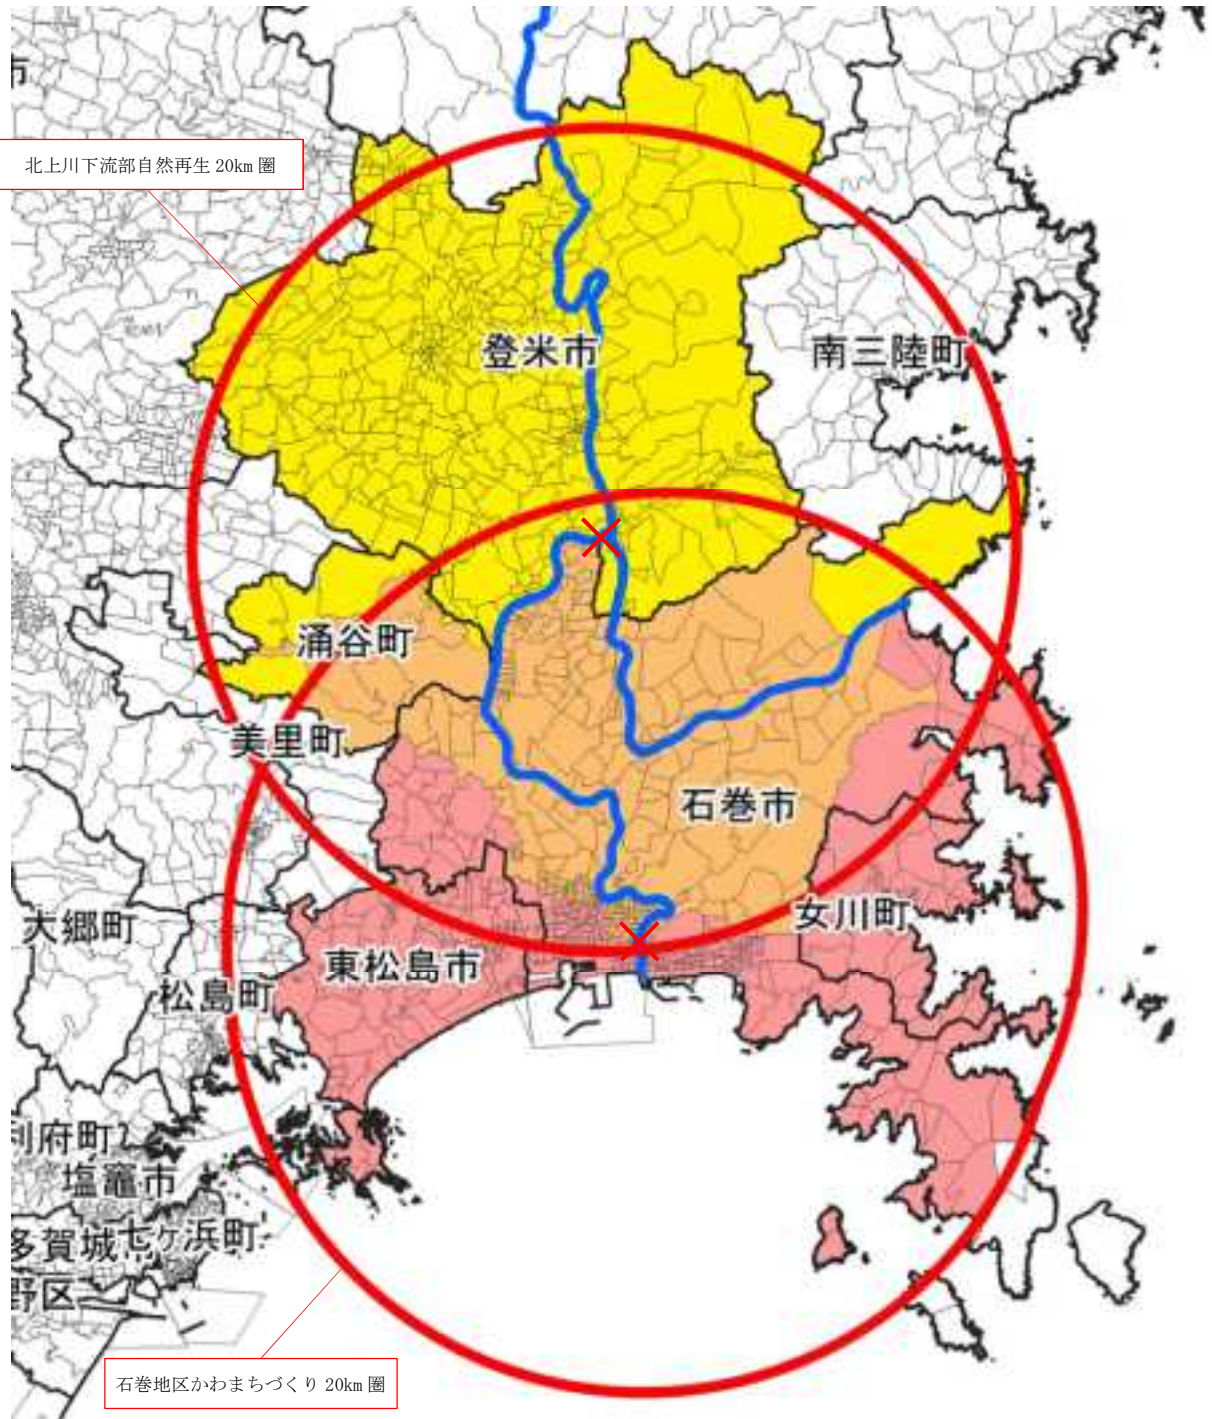 市
北上川下流部自然再生 20km 圏
登米市
南三陸町
涌谷町
美里町
石巻市
大郷町
女川町
東松島市
松島町
利府町
塩竈市
多賀城
七ヶ浜町
野区
石巻地区かわまちづくり 20km 圏